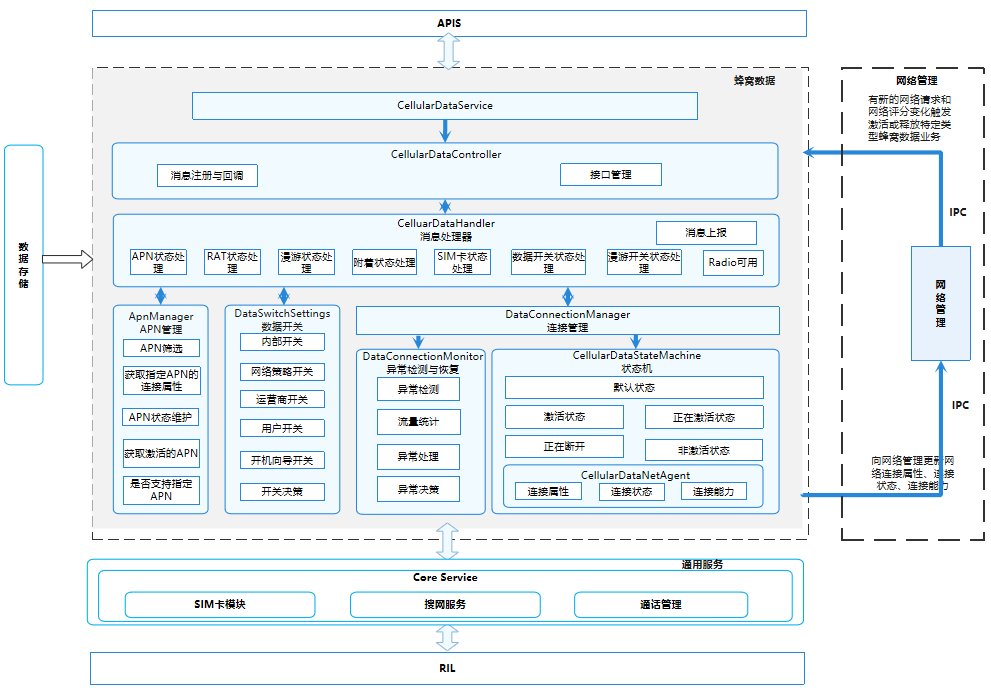 APIS
蜂窝数据
CellularDataService
CellularDataController
消息注册与回调
接口管理
CelluarDataHandler
消息处理器
消息上报
APN状态处
理
RAT状态处
理
漫游状态处
理
附着状态处理
SIM卡状态
处理
数据开关状态处
理
漫游开关状态处
理
Radio可用
ApnManager
APN管理
APN筛选
获取指定APN的
连接属性
APN状态维护
获取激活的APN
是否支持指定
APN
DataSwitchSettings
数据开关
内部开关
网络策略开关
运营商开关
用户开关
开机向导开关
开关决策
DataConnectionManager
连接管理
DataConnectionMonitor
异常检测与恢复
异常检测
流量统计
异常处理
异常决策
CellularDataStateMachine
状态机
默认状态
激活状态
正在激活状态
正在断开
非激活状态
CellularDataNetAgent
连接属性
连接状态
连接能力
数据存储
网络管理
有新的网络请求和
网络评分变化触发
激活或释放特定类
型蜂窝数据业务
IPC
网络管理
IPC
向网络管理更新网
络连接属性、连接
状态、连接能力
通用服务
Core Service
SIM卡模块
搜网服务
通话管理
RIL